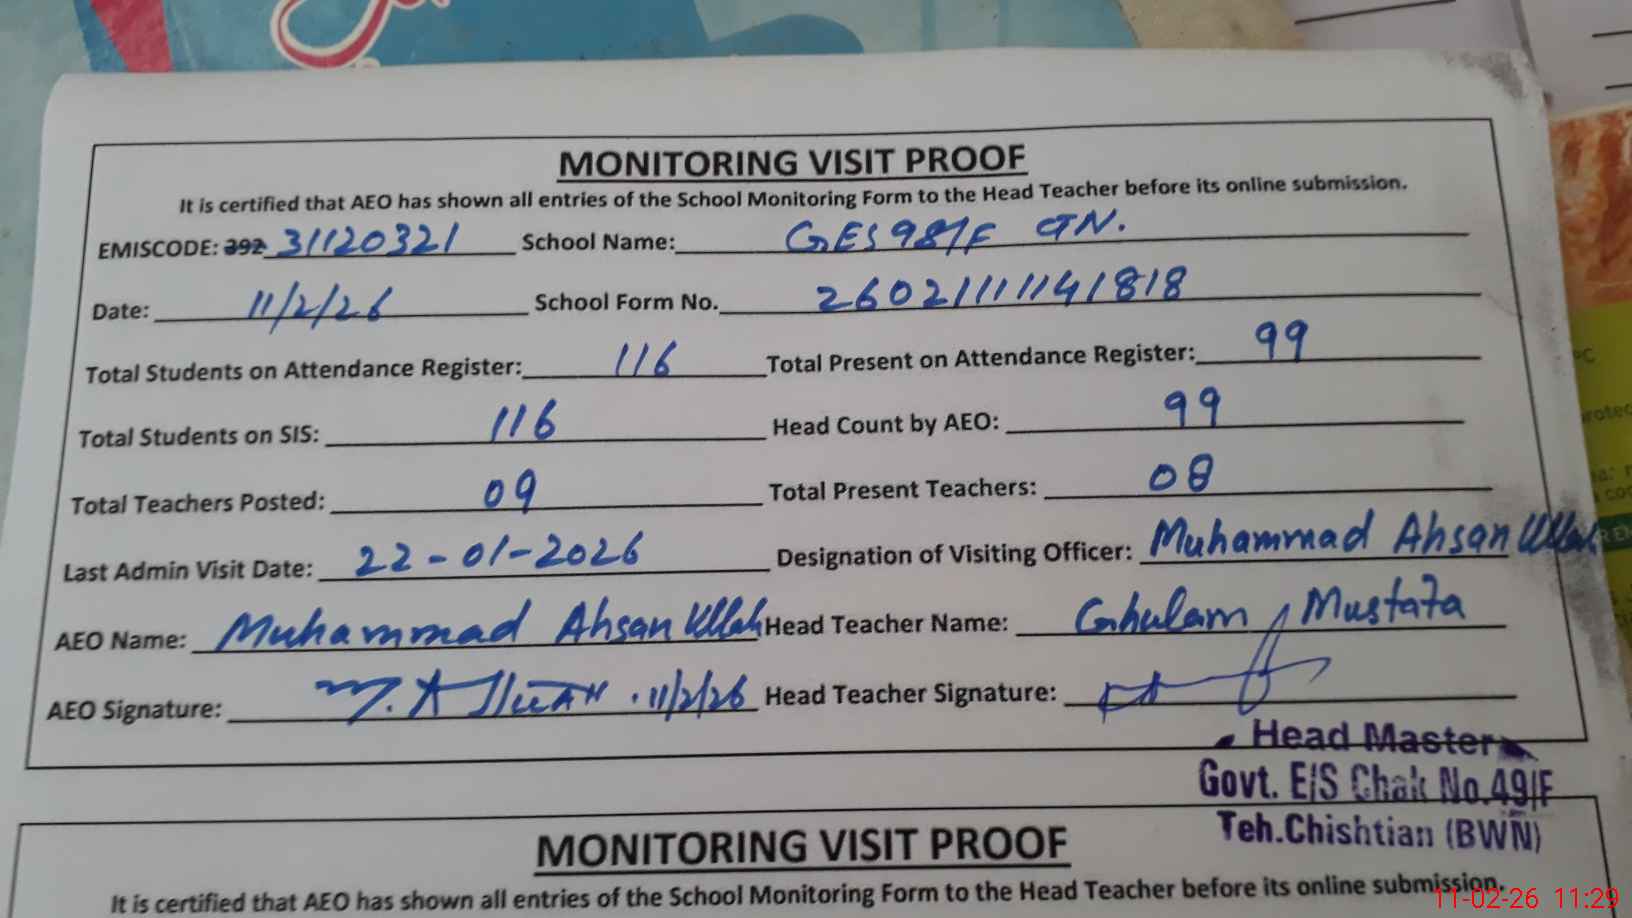 MONITORING VISIT PROOF
It is certified that AEO has shown all entries of the School Monitoring Form to the Head Teacher before its online submission.
EMISCODE: 392 31120321 School Name: GES 98/F CTN.
Date: 11/2/26 School Form No. 260211111141818
Total Students on Attendance Register: 116 Total Present on Attendance Register: 99
Total Students on SIS: 116 Head Count by AEO: 99
Total Teachers Posted: 09 Total Present Teachers: 08
Last Admin Visit Date: 22-01-2026 Designation of Visiting Officer: Muhammad Ahsan Ullah
AEO Name: Muhammad Ahsan Ullah Head Teacher Name: Ghulam Mustafa
AEO Signature: 11/2/26 Head Teacher Signature:
Head Master
Govt. E/S Chak No.49/F
Teh.Chishtian (BWN)
MONITORING VISIT PROOF
It is certified that AEO has shown all entries of the School Monitoring Form to the Head Teacher before its online submission.
11-02-26 11:29